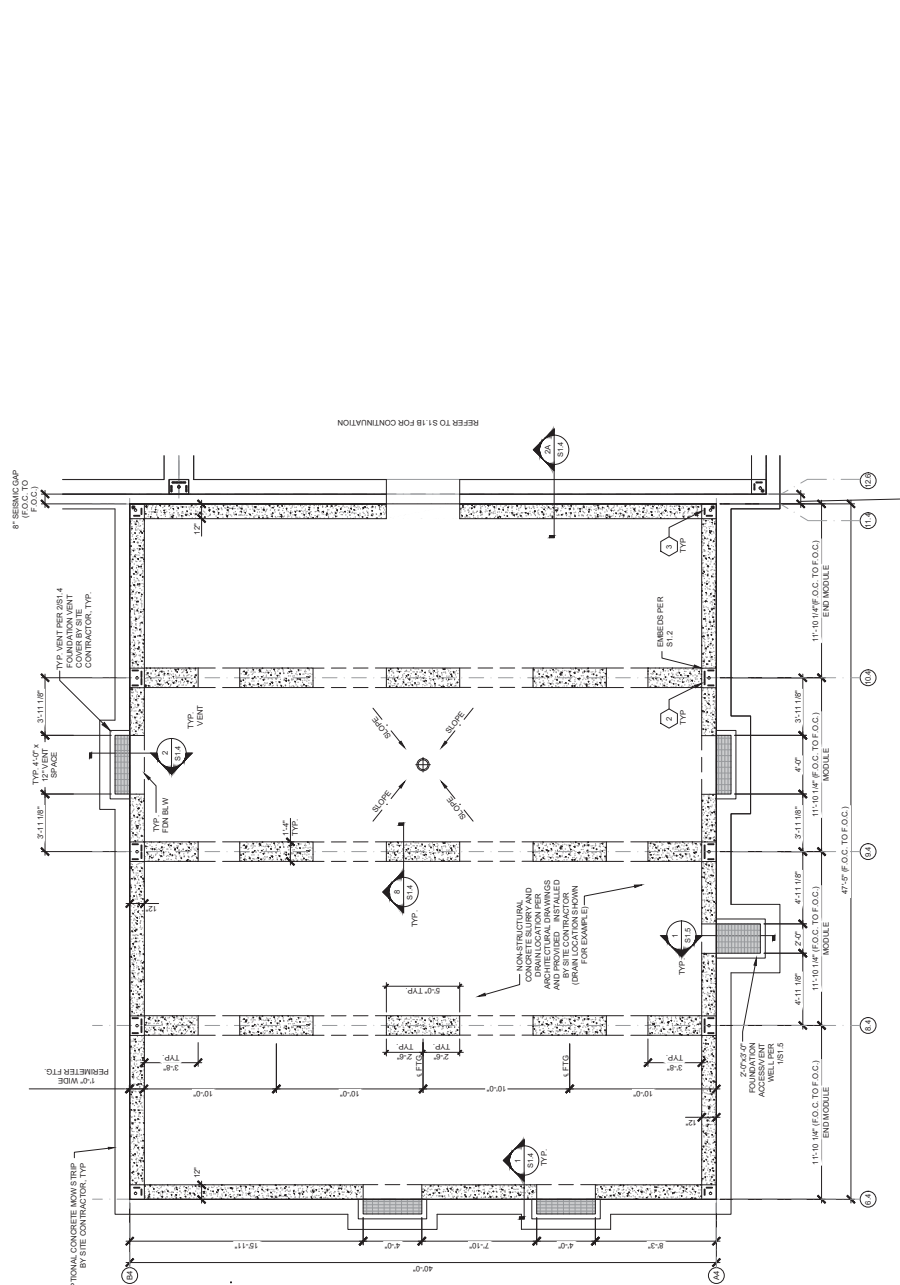 REFER TO S1.1B FOR CONTINUATION
2A
S1.4
8" SEISMIC GAP
(F.O.C. TO
F.O.C.)
12.6
11.4
12"
3
TYP
TYP. VENT PER 2/S1.4
FOUNDATION VENT
COVER BY SITE
CONTRACTOR, TYP.
EMBEDS PER
S1.2
11'-10 1/4" (F.O.C. TO F.O.C.)
END MODULE
3'-11 1/8"
TYP. 4'-0" x
12" VENT
SPACE
3'-11 1/8"
2
S1.4
TYP.
VENT
TYP.
FDN BLW
SLOPE
SLOPE
SLOPE
SLOPE
2
TYP
10.4
3'-11 1/8"
4'-0"
3'-11 1/8"
11'-10 1/4" (F.O.C. TO F.O.C.)
MODULE
1'-4"
TYP.
9.4
12"
8
S1.4
TYP.
NON-STRUCTURAL
CONCRETE SLURRY AND
DRAIN LOCATION PER
ARCHITECTURAL DRAWINGS
AND PROVIDED INSTALLED
BY SITE CONTRACTOR
(DRAIN LOCATION SHOWN
FOR EXAMPLE)
1
S1.5
TYP.
4'-11 1/8"
2'-0"
4'-11 1/8"
11'-10 1/4" (F.O.C. TO F.O.C.)
MODULE
47'-5" (F.O.C. TO F.O.C.)
5'-0" TYP.
8.4
1'-0" WIDE
PERIMETER FTG.
3'-8"
TYP.
2'-6"
TYP.
2'-6"
TYP.
℄ FTG
℄ FTG
3'-8"
TYP.
10'-0"
10'-0"
10'-0"
10'-0"
2'-0"x3'-0"
FOUNDATION
ACCESS/VENT
WELL PER
1/S1.5
12"
11'-10 1/4" (F.O.C. TO F.O.C.)
END MODULE
1
S1.4
TYP.
12"
OPTIONAL CONCRETE MOW STRIP
BY SITE CONTRACTOR, TYP.
6.4
15'-11"
4'-0"
7'-10"
4'-0"
8'-3"
40'-0"
B4
A4